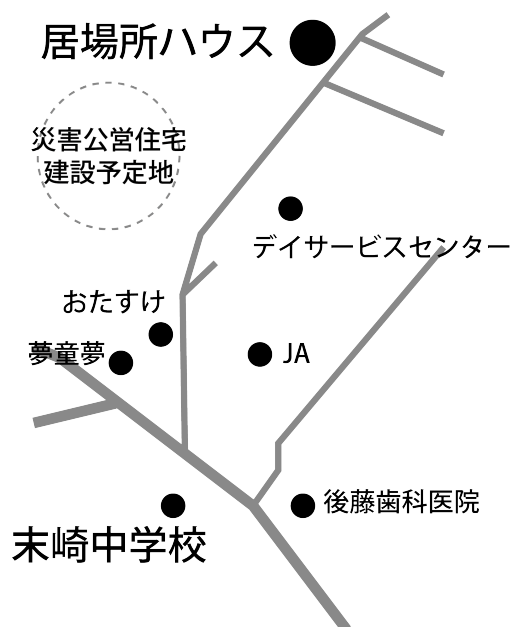 居場所ハウス
災害公営住宅
建設予定地
デイサービスセンター
おたすけ
夢童夢
JA
後藤歯科医院
末崎中学校